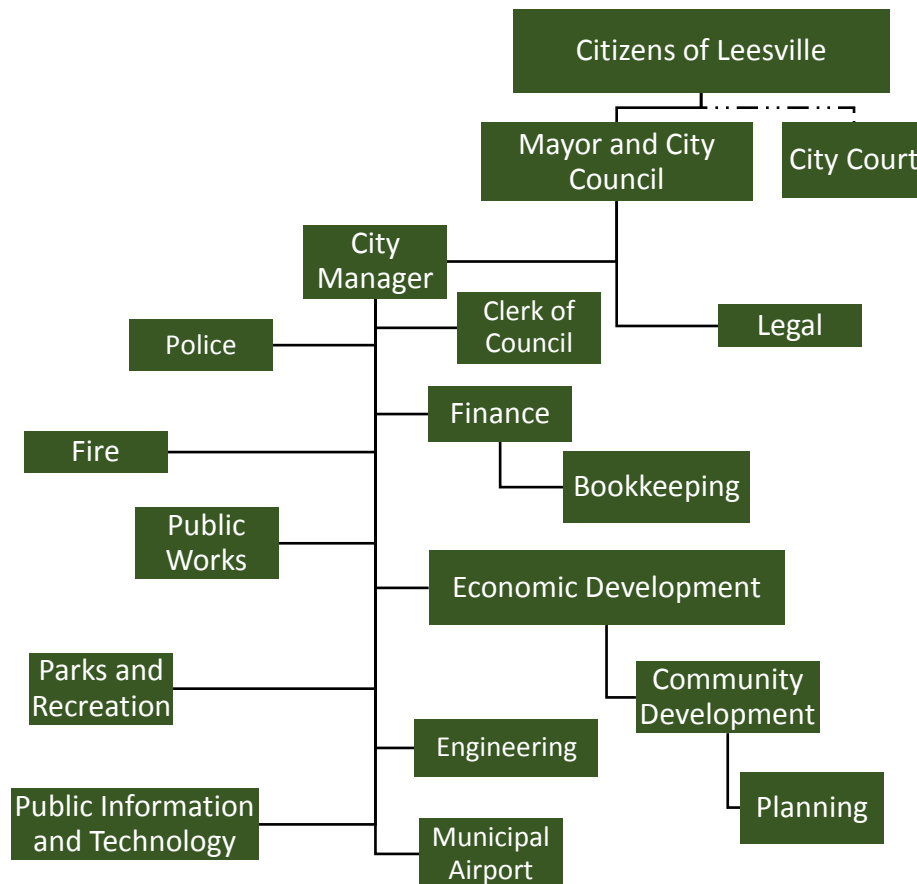 Citizens of Leesville
Mayor and City
Council
City Court
City
Manager
Clerk of
Council
Legal
Police
Finance
Fire
Bookkeeping
Public
Works
Economic Development
Parks and
Recreation
Community
Development
Engineering
Public Information
and Technology
Planning
Municipal
Airport